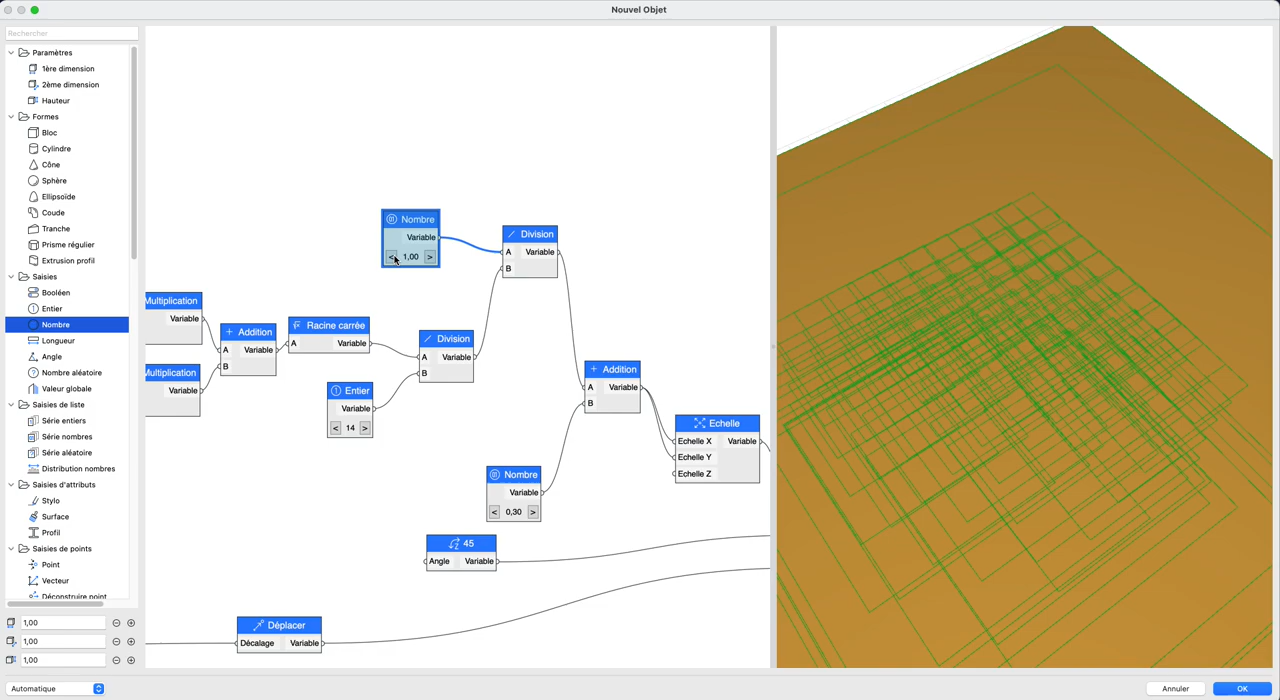 Nouvel Objet
Rechercher
Paramètres
1ère dimension
2ème dimension
Hauteur
Formes
Bloc
Cylindre
Cône
Sphère
Ellipsoïde
Coude
Tranche
Prisme régulier
Extrusion profil
Saisies
Booléen
Entier
Nombre
Longueur
Angle
Nombre aléatoire
Valeur globale
Saisies de liste
Série entiers
Série nombres
Série aléatoire
Distribution nombres
Saisies d'attributs
Stylo
Surface
Profil
Saisies de points
Point
Vecteur
Déconstruire point
1,00
1,00
1,00
Automatique
Nombre
Variable
< 1,00 >
Division
A Variable
B
Multiplication
Variable
Multiplication
Variable
+ Addition
A Variable
B
Racine carrée
A Variable
Division
A Variable
B
Entier
Variable
< 14 >
+ Addition
A Variable
B
Echelle
Echelle X Variable
Echelle Y
Echelle Z
Nombre
Variable
< 0,30 >
45
Angle Variable
Déplacer
Décalage Variable
Annuler
OK